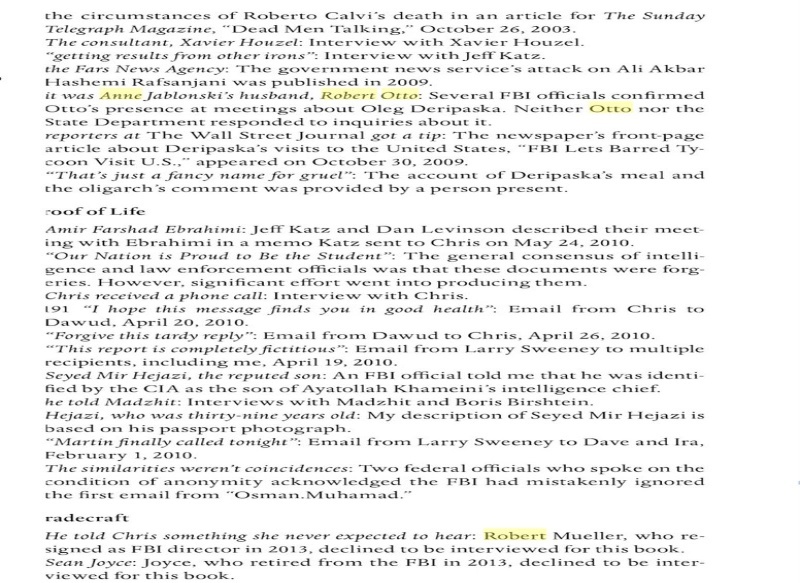 the circumstances of Roberto Calvi's death in an article for The Sunday
Telegraph Magazine, "Dead Men Talking," October 26, 2003.
The consultant, Xavier Houzel: Interview with Xavier Houzel.
"getting results from other irons": Interview with Jeff Katz.
the Fars News Agency: The government news service's attack on Ali Akbar
Hashemi Rafsanjani was published in 2009.
it was Anne Jablonski's husband, Robert Otto: Several FBI officials confirmed
Otto's presence at meetings about Oleg Deripaska. Neither Otto nor the
State Department responded to inquiries about it.
reporters at The Wall Street Journal got a tip: The newspaper's front-page
article about Deripaska's visits to the United States, "FBI Lets Barred Ty-
coon Visit U.S.," appeared on October 30, 2009.
"That's just a fancy name for gruel": The account of Deripaska's meal and
the oligarch's comment was provided by a person present.
roof of Life
Amir Farshad Ebrahimi: Jeff Katz and Dan Levinson described their meet-
ing with Ebrahimi in a memo Katz sent to Chris on May 24, 2010.
"Our Nation is Proud to Be the Student": The general consensus of intelli-
gence and law enforcement officials was that these documents were forg-
eries. However, significant effort went into producing them.
Chris received a phone call: Interview with Chris.
191 "I hope this message finds you in good health": Email from Chris to
Dawud, April 20, 2010.
"Forgive this tardy reply": Email from Dawud to Chris, April 26, 2010.
"This report is completely fictitious": Email from Larry Sweeney to multiple
recipients, including me, April 19, 2010.
Seyed Mir Hejazi, the reputed son: An FBI official told me that he was identi-
fied by the CIA as the son of Ayatollah Khameini's intelligence chief.
he told Madzhit: Interviews with Madzhit and Boris Birshtein.
Hejazi, who was thirty-nine years old: My description of Seyed Mir Hejazi is
based on his passport photograph.
"Martin finally called tonight": Email from Larry Sweeney to Dave and Ira,
February 1, 2010.
The similarities weren't coincidences: Two federal officials who spoke on the
condition of anonymity acknowledged the FBI had mistakenly ignored
the first email from "Osman.Muhamad."
radecraft
He told Chris something she never expected to hear: Robert Mueller, who re-
signed as FBI director in 2013, declined to be interviewed for this book.
Sean Joyce: Joyce, who retired from the FBI in 2013, declined to be inter-
viewed for this book.